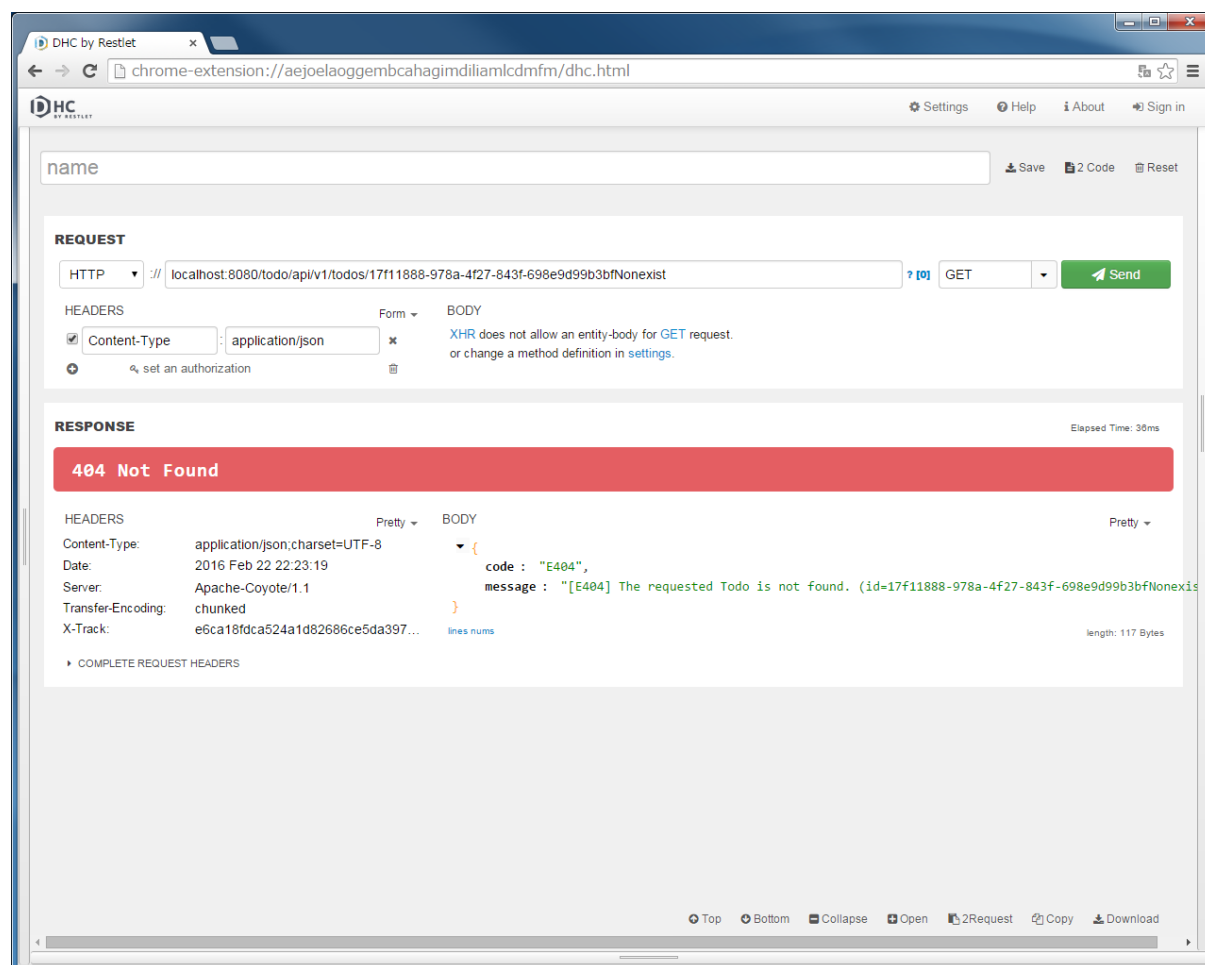 DHC by Restlet
chrome-extension://aejoelaoggembcahagimdiliamlcdmfm/dhc.html
DHC BY RESTLET Settings Help About Sign in
name Save 2 Code Reset
REQUEST
HTTP :// localhost:8080/todo/api/v1/todos/17f11888-978a-4f27-843f-698e9d99b3bfNonexist ? [0] GET Send
HEADERS Form BODY
Content-Type : application/json XHR does not allow an entity-body for GET request.
or change a method definition in settings.
set an authorization
RESPONSE Elapsed Time: 36ms
404 Not Found
HEADERS Pretty BODY Pretty
Content-Type: application/json;charset=UTF-8 {
Date: 2016 Feb 22 22:23:19 code : "E404",
Server: Apache-Coyote/1.1 message : "[E404] The requested Todo is not found. (id=17f11888-978a-4f27-843f-698e9d99b3bfNonexis
Transfer-Encoding: chunked }
X-Track: e6ca18fdca524a1d82686ce5da397... lines nums length: 117 Bytes
COMPLETE REQUEST HEADERS
Top Bottom Collapse Open 2Request Copy Download